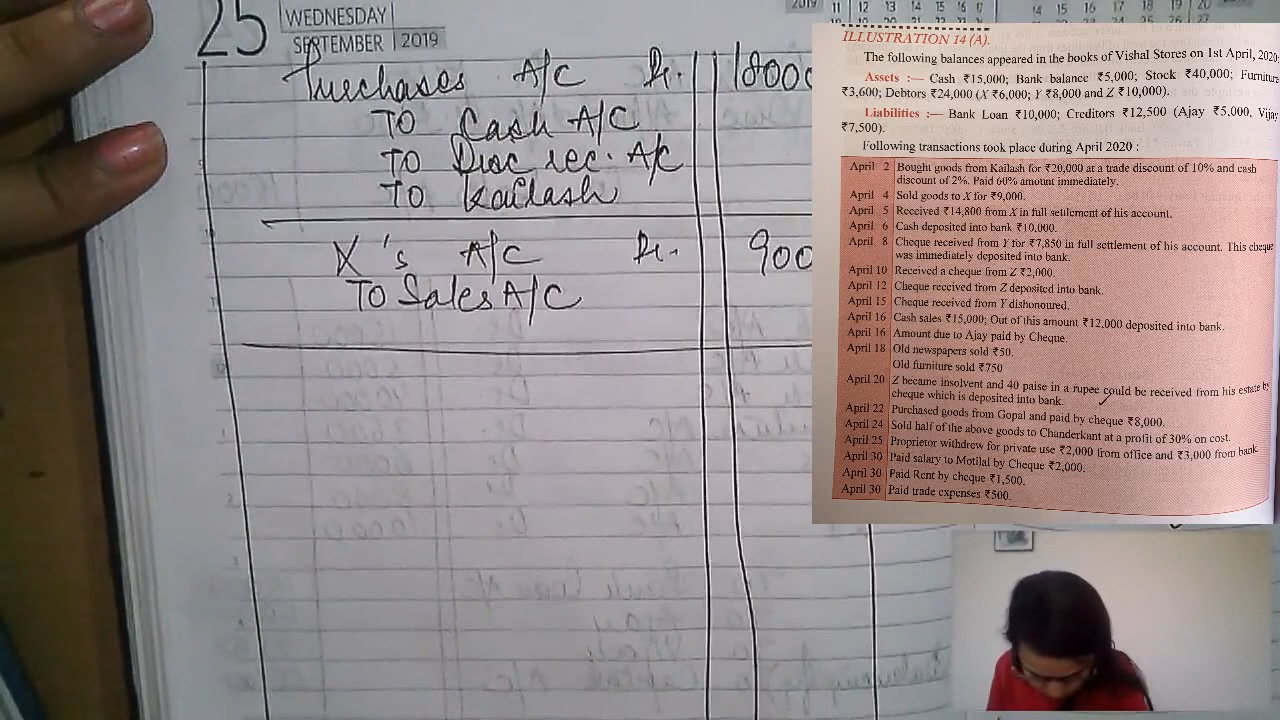 25
WEDNESDAY
SEPTEMBER 2019
Purchases A/C Dr. 18000
TO Cash A/C
TO Disc rec. A/C
TO Kailash
X's A/C Dr. 900
TO Sales A/C
2019 11 12 13 14 15 16 17 14 15 16 17 18 19 20
ILLUSTRATION 14 (A).
The following balances appeared in the books of Vishal Stores on 1st April, 2020
Assets :— Cash ₹15,000; Bank balance ₹5,000; Stock ₹40,000; Furniture
₹3,600; Debtors ₹24,000 (X ₹6,000; Y ₹8,000 and Z ₹10,000).
Liabilities :— Bank Loan ₹10,000; Creditors ₹12,500 (Ajay ₹5,000, Vijay
₹7,500).
Following transactions took place during April 2020 :
April 2 Bought goods from Kailash for ₹20,000 at a trade discount of 10% and cash
discount of 2%. Paid 60% amount immediately.
April 4 Sold goods to X for ₹9,000.
April 5 Received ₹14,800 from X in full settlement of his account.
April 6 Cash deposited into bank ₹10,000.
April 8 Cheque received from Y for ₹7,850 in full settlement of his account. This cheque
was immediately deposited into bank.
April 10 Received a cheque from Z ₹2,000.
April 12 Cheque received from Z deposited into bank.
April 15 Cheque received from Y dishonoured.
April 16 Cash sales ₹15,000; Out of this amount ₹12,000 deposited into bank.
April 16 Amount due to Ajay paid by Cheque.
April 18 Old newspapers sold ₹50.
Old furniture sold ₹750
April 20 Z became insolvent and 40 paise in a rupee could be received from his estate by
cheque which is deposited into bank.
April 22 Purchased goods from Gopal and paid by cheque ₹8,000.
April 24 Sold half of the above goods to Chanderkant at a profit of 30% on cost.
April 25 Proprietor withdrew for private use ₹2,000 from office and ₹3,000 from bank
April 30 Paid salary to Motilal by Cheque ₹2,000.
April 30 Paid Rent by cheque ₹1,500.
April 30 Paid trade expenses ₹500.